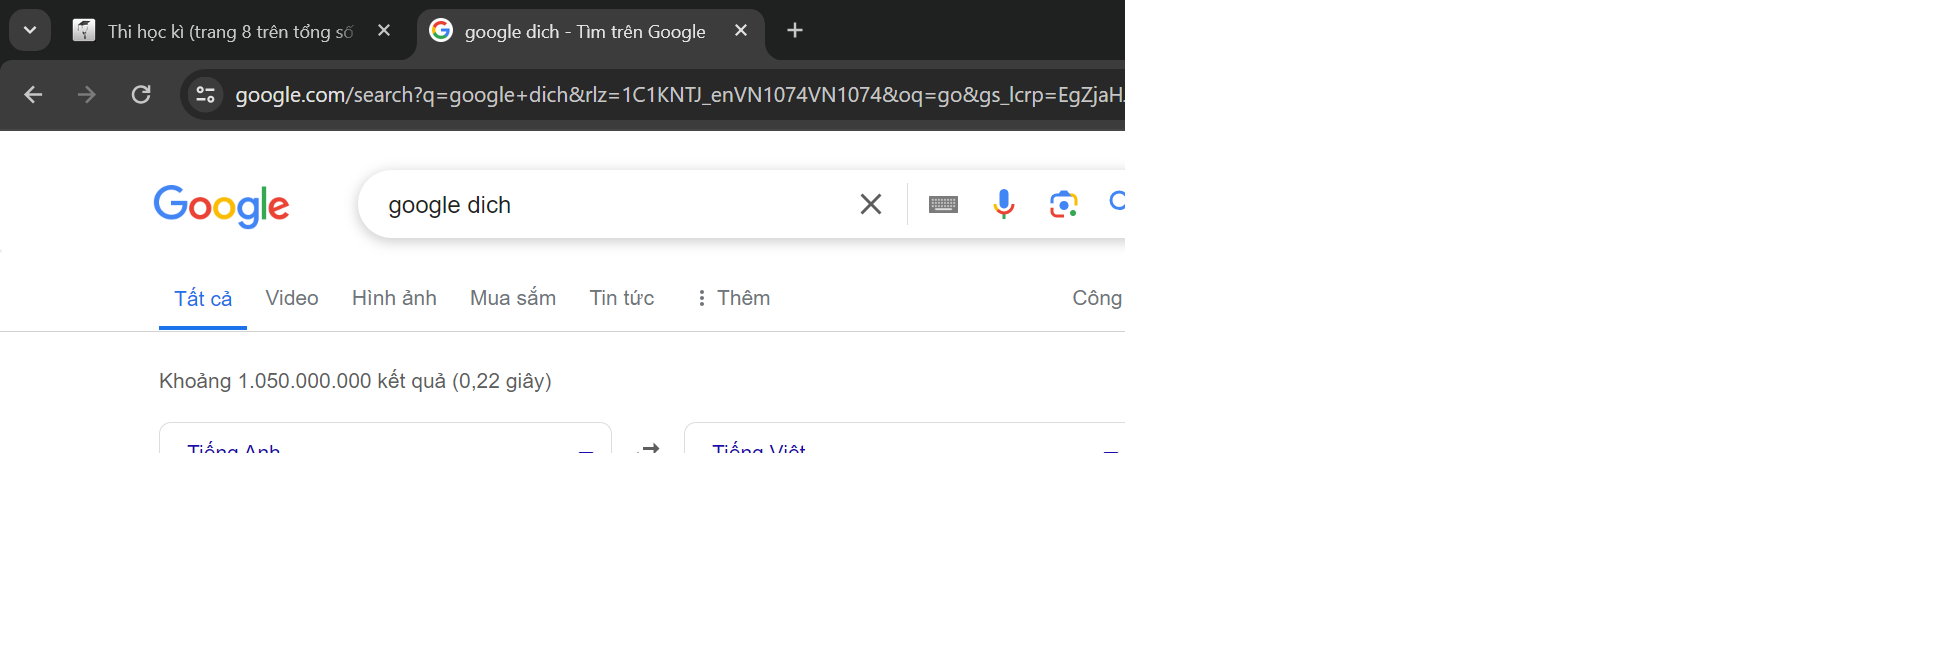 Thi học kì (trang 8 trên tổng số
google dich - Tìm trên Google
google.com/search?q=google+dich&rlz=1C1KNTJ_enVN1074VN1074&oq=go&gs_lcrp=EgZjaH
Google
google dich
Tất cả Video Hình ảnh Mua sắm Tin tức Thêm Công
Khoảng 1.050.000.000 kết quả (0,22 giây)
Tiếng Anh Tiếng Việt